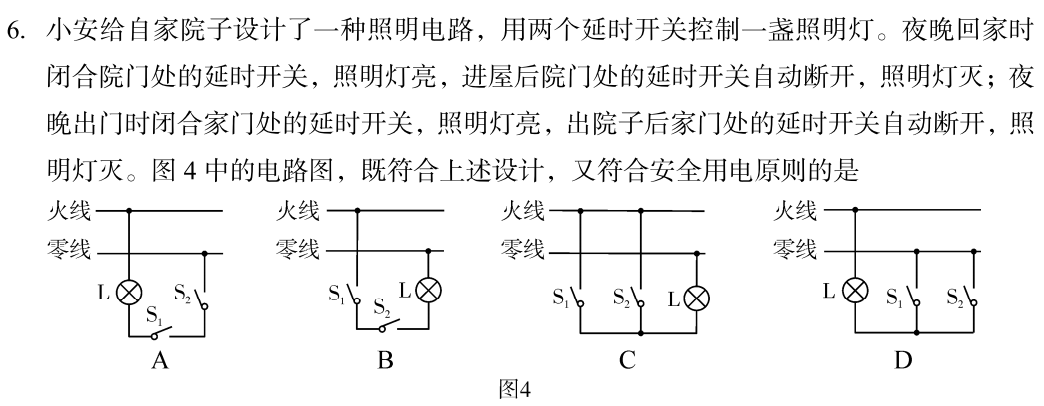 6. 小安给自家院子设计了一种照明电路，用两个延时开关控制一盏照明灯。夜晚回家时
闭合院门处的延时开关，照明灯亮，进屋后院门处的延时开关自动断开，照明灯灭；夜
晚出门时闭合家门处的延时开关，照明灯亮，出院子后家门处的延时开关自动断开，照
明灯灭。图 4 中的电路图，既符合上述设计，又符合安全用电原则的是
火线 火线 火线 火线
零线 零线 零线 零线
L S₂ S₁ L S₁ S₂ L L S₁ S₂
S₁ S₂
A B C D
图4